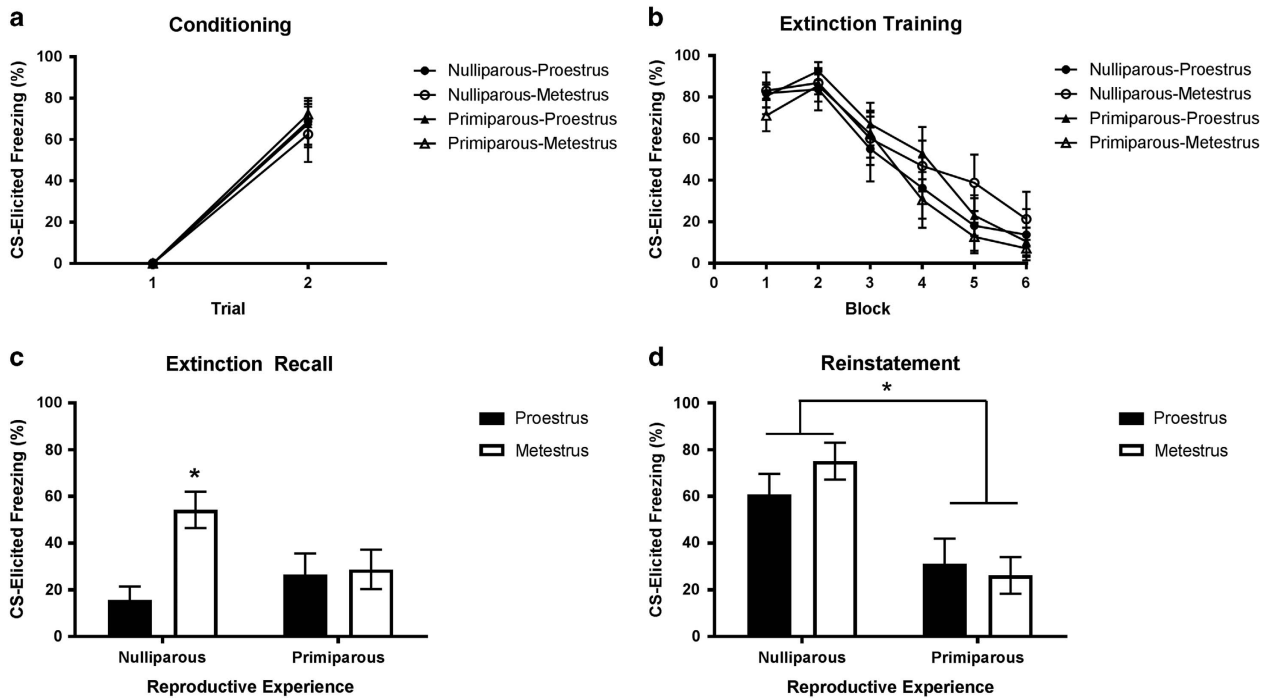 a
Conditioning
CS-Elicited Freezing (%)
100
80
60
40
20
0
1
2
Trial
Nulliparous-Proestrus
Nulliparous-Metestrus
Primiparous-Proestrus
Primiparous-Metestrus
b
Extinction Training
CS-Elicited Freezing (%)
100
80
60
40
20
0
0
1
2
3
4
5
6
Block
Nulliparous-Proestrus
Nulliparous-Metestrus
Primiparous-Proestrus
Primiparous-Metestrus
c
Extinction Recall
CS-Elicited Freezing (%)
100
80
60
40
20
0
*
Nulliparous
Primiparous
Reproductive Experience
Proestrus
Metestrus
d
Reinstatement
CS-Elicited Freezing (%)
100
80
60
40
20
0
*
Nulliparous
Primiparous
Reproductive Experience
Proestrus
Metestrus